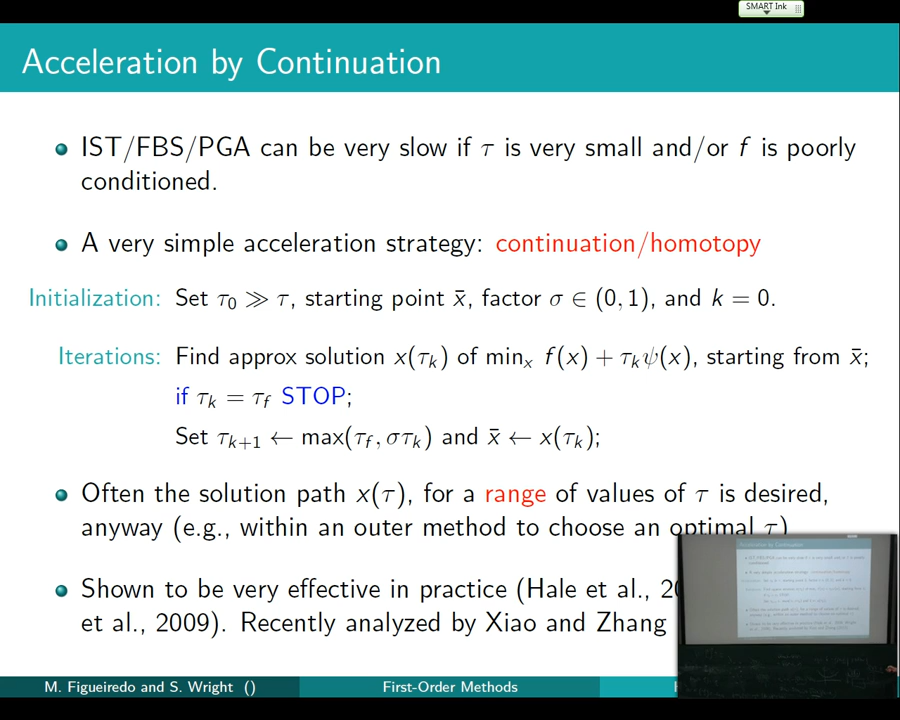 SMART Ink
Acceleration by Continuation
IST/FBS/PGA can be very slow if τ is very small and/or f is poorly
conditioned.
A very simple acceleration strategy: continuation/homotopy
Initialization: Set τ₀ ≫ τ, starting point x̄, factor σ ∈ (0, 1), and k = 0.
Iterations: Find approx solution x(τₖ) of minₓ f(x) + τₖψ(x), starting from x̄;
if τₖ = τ_f STOP;
Set τₖ₊₁ ← max(τ_f, στₖ) and x̄ ← x(τₖ);
Often the solution path x(τ), for a range of values of τ is desired,
anyway (e.g., within an outer method to choose an optimal τ)
Shown to be very effective in practice (Hale et al.,
et al., 2009). Recently analyzed by Xiao and Zhang
M. Figueiredo and S. Wright () First-Order Methods